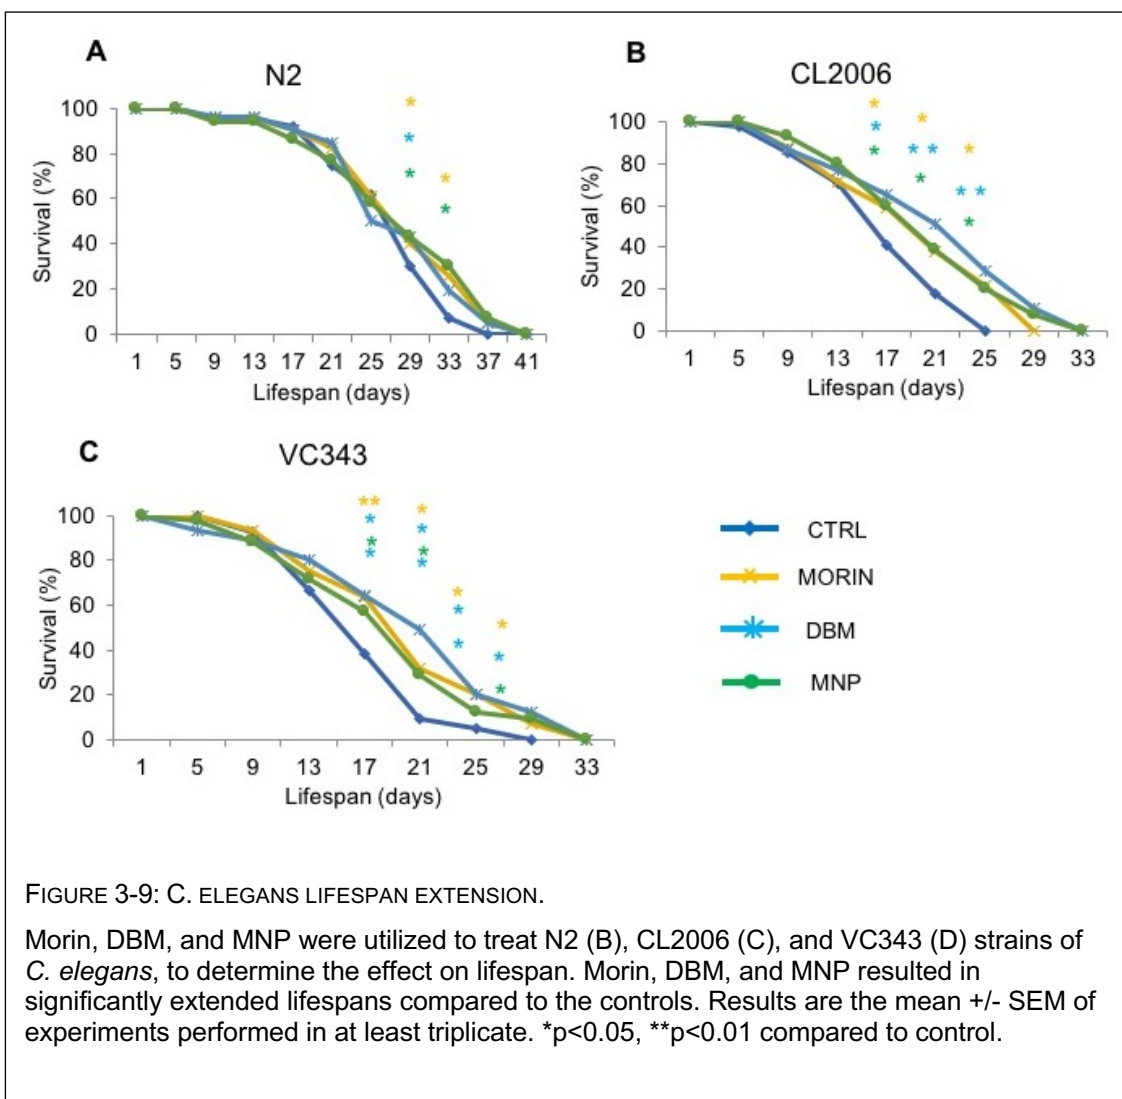 A
N2
100
80
60
40
20
0
Survival (%)
1 5 9 13 17 21 25 29 33 37 41
Lifespan (days)
* 
* 
* 
* 
* 
B
CL2006
100
80
60
40
20
0
Survival (%)
1 5 9 13 17 21 25 29 33
Lifespan (days)
* *
* * * *
* * * *
* *
C
VC343
100
80
60
40
20
0
Survival (%)
1 5 9 13 17 21 25 29 33
Lifespan (days)
** *
* *
* *
* *
* *
* *
* *
*
CTRL
MORIN
DBM
MNP
FIGURE 3-9: C. ELEGANS LIFESPAN EXTENSION.
Morin, DBM, and MNP were utilized to treat N2 (B), CL2006 (C), and VC343 (D) strains of
C. elegans, to determine the effect on lifespan. Morin, DBM, and MNP resulted in
significantly extended lifespans compared to the controls. Results are the mean +/- SEM of
experiments performed in at least triplicate. *p<0.05, **p<0.01 compared to control.